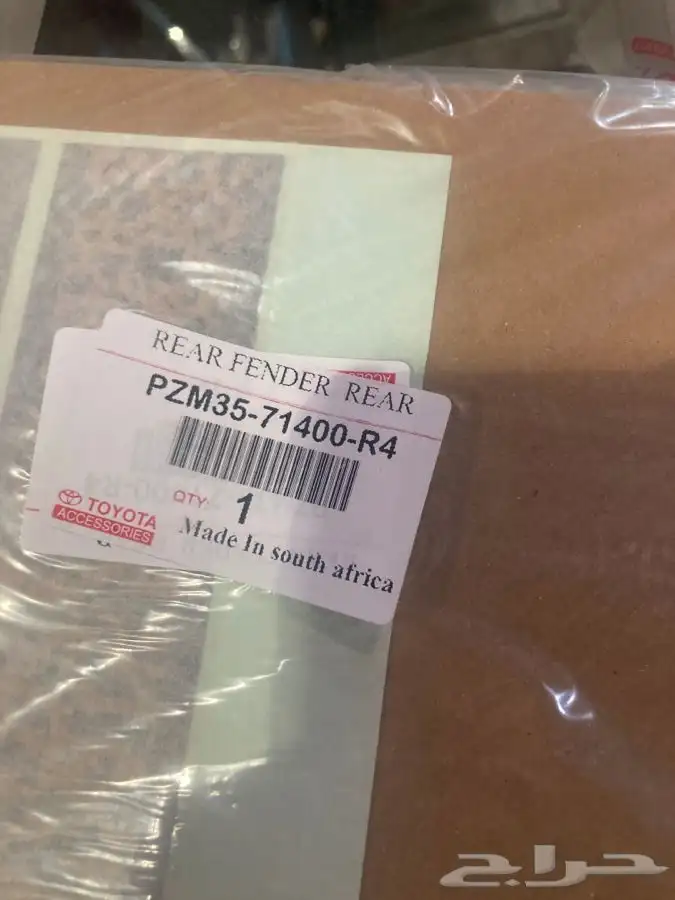 REAR FENDER REAR
PZM35-71400-R4
QTY: 1
TOYOTA
ACCESSORIES
Made In south africa
حراج